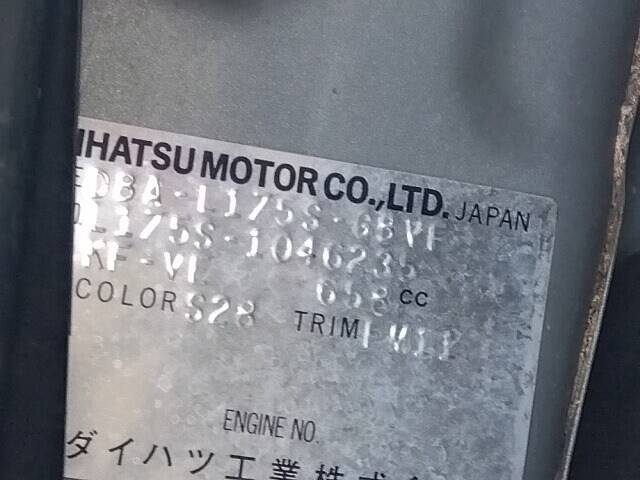 IHATSU MOTOR CO.,LTD. JAPAN
E DBA-L175S-GBVF
O. L175S-1046235
KF-VE 658 CC
COLOR S28 TRIM
ENGINE NO.
ダイハツ工業株式